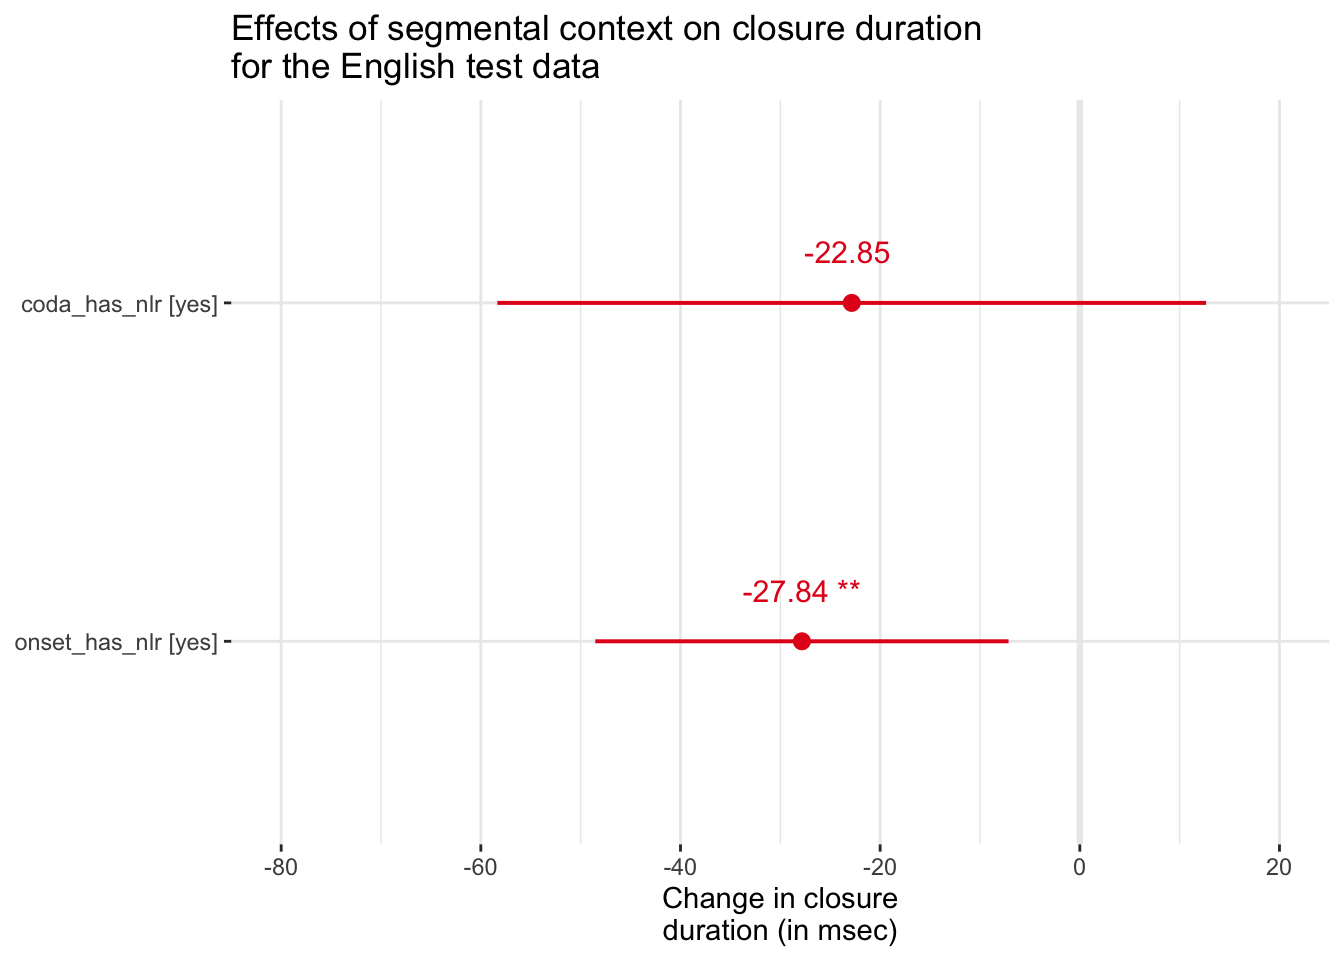 Effects of segmental context on closure duration
for the English test data
-22.85
coda_has_nlr [yes]
-27.84 **
onset_has_nlr [yes]
-80 -60 -40 -20 0 20
Change in closure
duration (in msec)